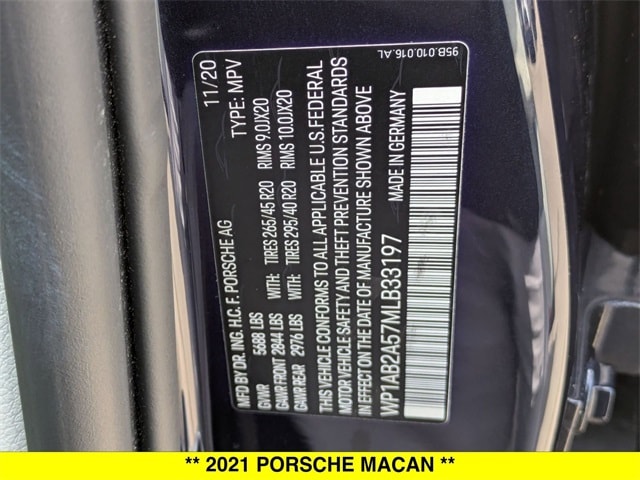 95B.010.016.AL
11/20
TYPE: MPV
MFD BY DR. ING. H.C. F. PORSCHE AG
GVWR 5688 LBS
GAWR FRONT 2844 LBS WITH: TIRES 265/45 R20 RIMS 9.0JX20
GAWR REAR 2976 LBS WITH: TIRES 295/40 R20 RIMS 10.0JX20
THIS VEHICLE CONFORMS TO ALL APPLICABLE U.S. FEDERAL
MOTOR VEHICLE SAFETY AND THEFT PREVENTION STANDARDS
IN EFFECT ON THE DATE OF MANUFACTURE SHOWN ABOVE
WP1AB2A57MLB33197 MADE IN GERMANY
** 2021 PORSCHE MACAN **